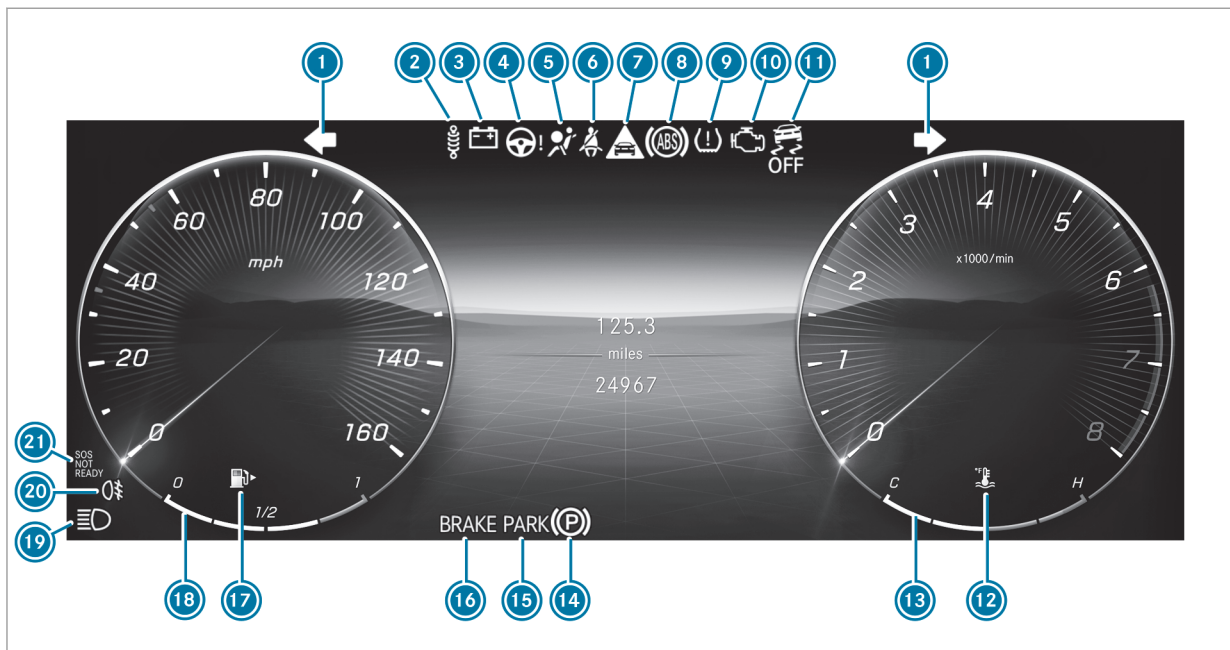 1 2 3 4 5 6 7 8 9 10 11 1
! ABS !
OFF
80 4
60 100 3 5
mph x1000/min
40 120 2 6
125.3
miles
20 140 1 7
24967
0 160 0 8
21 SOS
NOT
READY
°F
0 1 C H
20
1/2
BRAKE PARK P
19
18 17 16 15 14 13 12